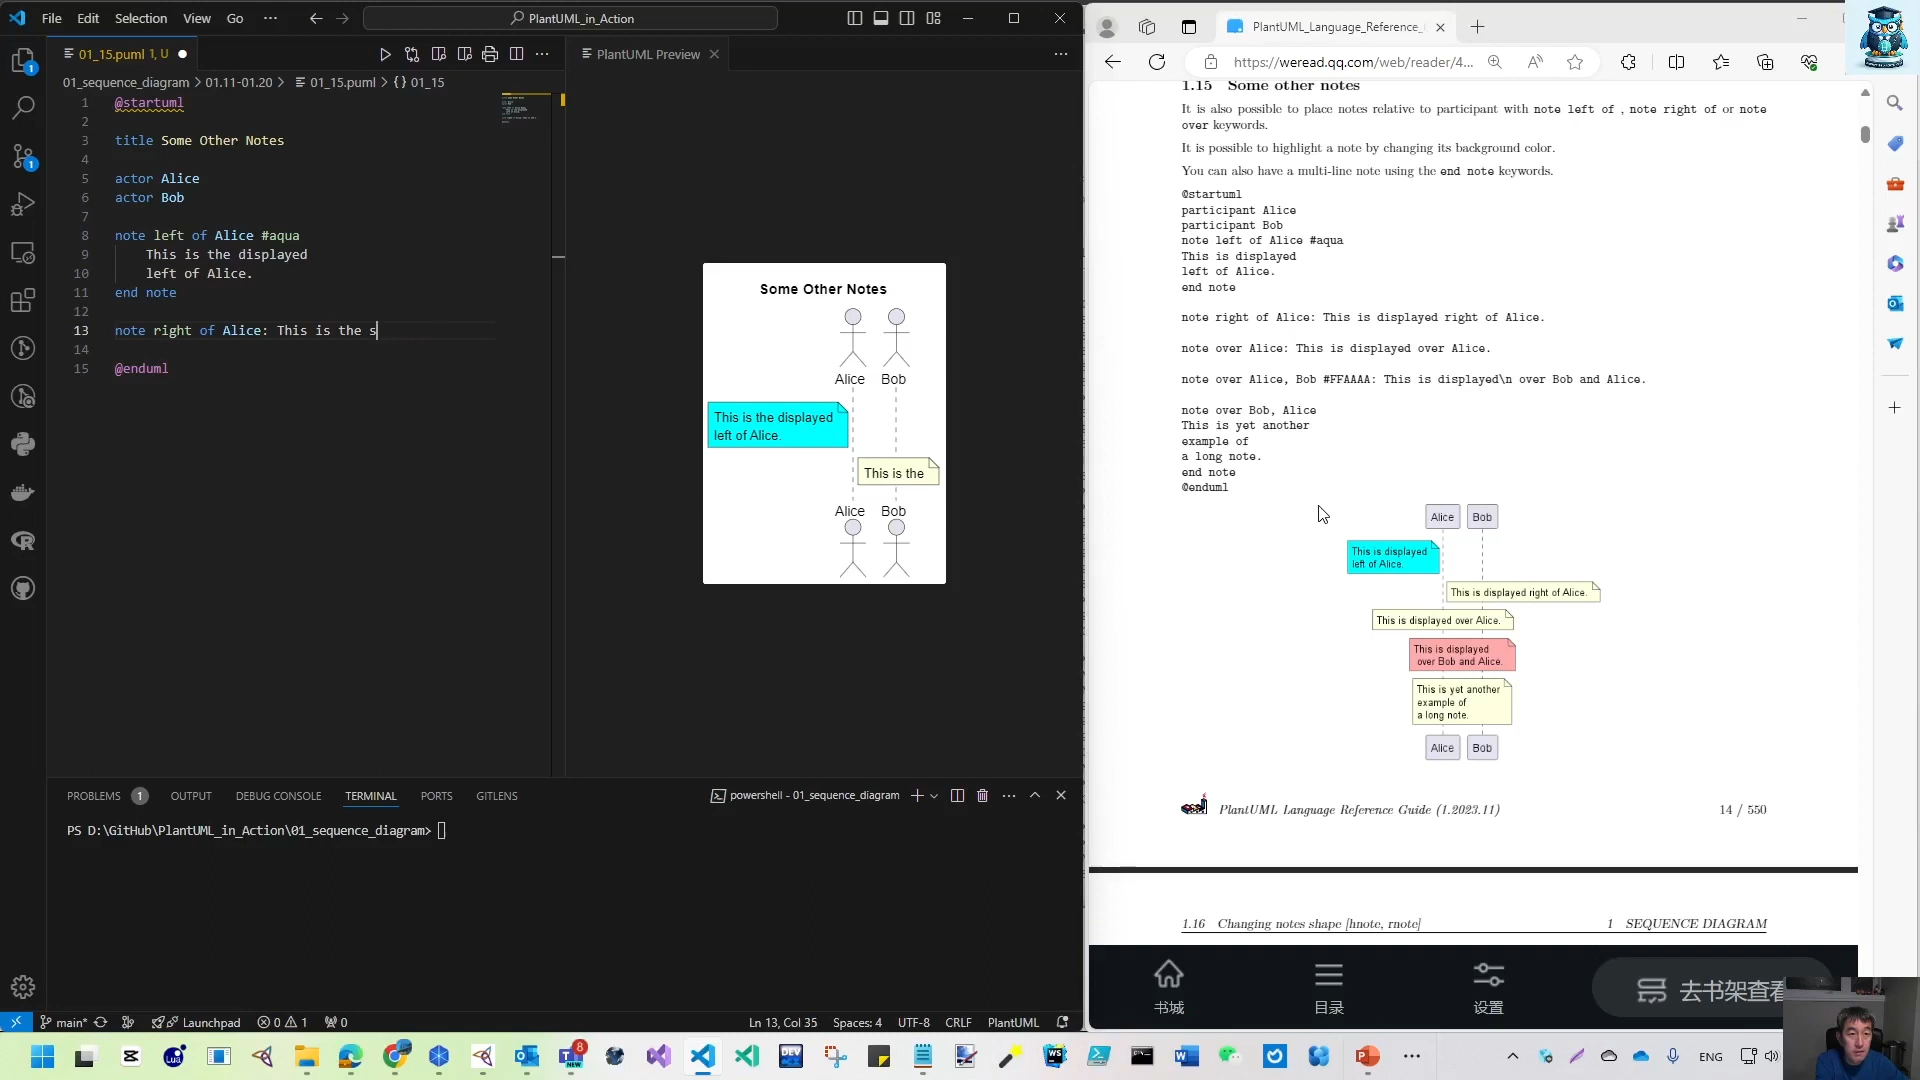 File Edit Selection View Go ··· PlantUML_in_Action
01_15.puml 1, U
PlantUML Preview
01_sequence_diagram > 01.11-01.20 > 01_15.puml > {} 01_15
1 @startuml
2
3 title Some Other Notes
4
5 actor Alice
6 actor Bob
7
8 note left of Alice #aqua
9 This is the displayed
10 left of Alice.
11 end note
12
13 note right of Alice: This is the s
14
15 @enduml
Some Other Notes
Alice Bob
This is the displayed
left of Alice.
This is the
Alice Bob
PROBLEMS 1 OUTPUT DEBUG CONSOLE TERMINAL PORTS GITLENS
powershell - 01_sequence_diagram
PS D:\GitHub\PlantUML_in_Action\01_sequence_diagram>
main* Launchpad 0 1 0
Ln 13, Col 35 Spaces: 4 UTF-8 CRLF PlantUML
PlantUML_Language_Reference_
https://weread.qq.com/web/reader/4...
1.15 Some other notes
It is also possible to place notes relative to participant with note left of , note right of or note
over keywords.
It is possible to highlight a note by changing its background color.
You can also have a multi-line note using the end note keywords.
@startuml
participant Alice
participant Bob
note left of Alice #aqua
This is displayed
left of Alice.
end note
note right of Alice: This is displayed right of Alice.
note over Alice: This is displayed over Alice.
note over Alice, Bob #FFAAAA: This is displayed\n over Bob and Alice.
note over Bob, Alice
This is yet another
example of
a long note.
end note
@enduml
Alice Bob
This is displayed
left of Alice.
This is displayed right of Alice.
This is displayed over Alice.
This is displayed
over Bob and Alice.
This is yet another
example of
a long note.
Alice Bob
PlantUML Language Reference Guide (1.2023.11) 14 / 550
1.16 Changing notes shape [hnote, rnote] 1 SEQUENCE DIAGRAM
书城 目录 设置 去书架查看
8 NEW DEV WS ENG